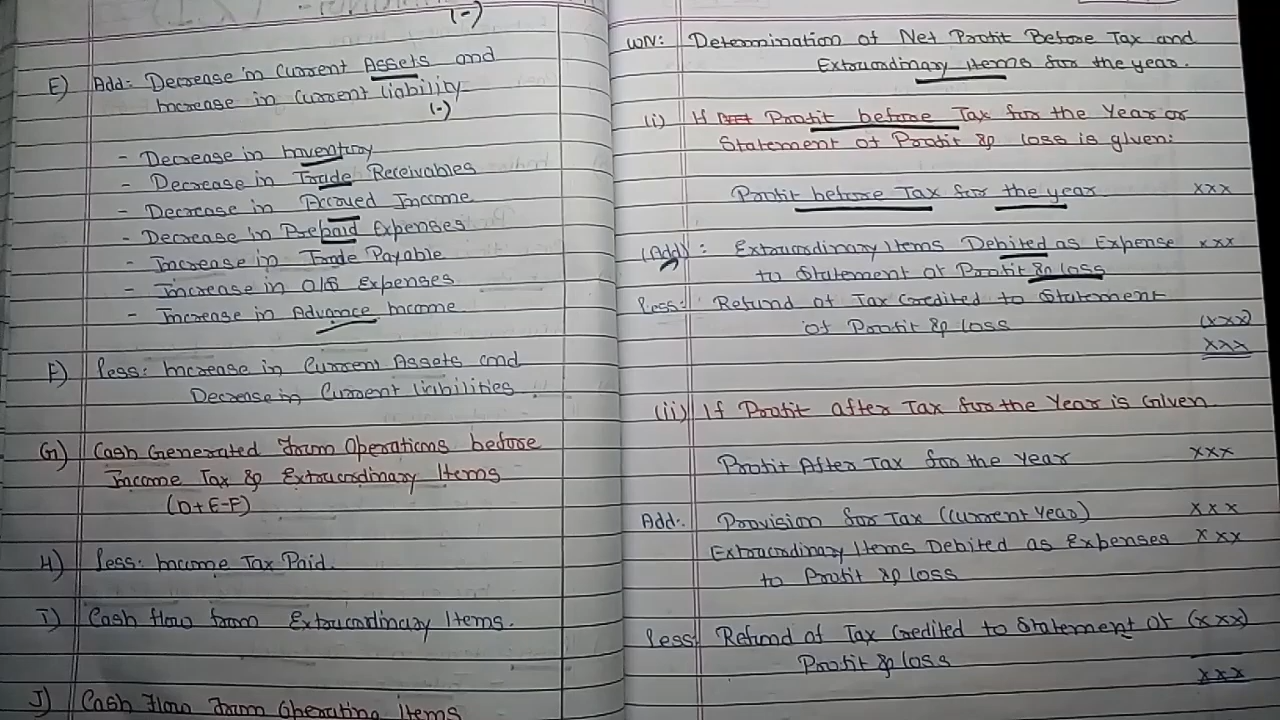 (-)
E) Add: Decrease in Current Assets and
Increase in Current liability
(-)
- Decrease in Inventory
- Decrease in Trade Receivables
- Decrease in Accrued Income
- Decrease in Prepaid Expenses
- Increase in Trade Payable
- Increase in O/S Expenses
- Increase in Advance Income
F) less: Increase in Current Assets and
Decrease in Current liabilities
G) Cash Generated From Operations before
Income Tax & Extraordinary Items
(D+E-F)
H) less: Income Tax Paid.
I) Cash flow from Extraordinary Items.
J) Cash Flow From Operating Items
WN: Determination of Net Profit Before Tax and
Extraordinary Items for the year.
(i) If Profit before Tax for the Year or
Statement of Profit & loss is given:
Profit before Tax for the year xxx
(Add): Extraordinary Items Debited as Expense xxx
to Statement of Profit & loss
less: Refund of Tax Credited to Statement
of Profit & loss (xxx)
xxx
(ii) If Profit after Tax for the Year is Given
Profit After Tax for the Year xxx
Add: Provision for Tax (Current Year) xxx
Extraordinary Items Debited as Expenses xxx
to Profit & loss
less: Refund of Tax Credited to Statement of (xxx)
Profit & loss
xxx